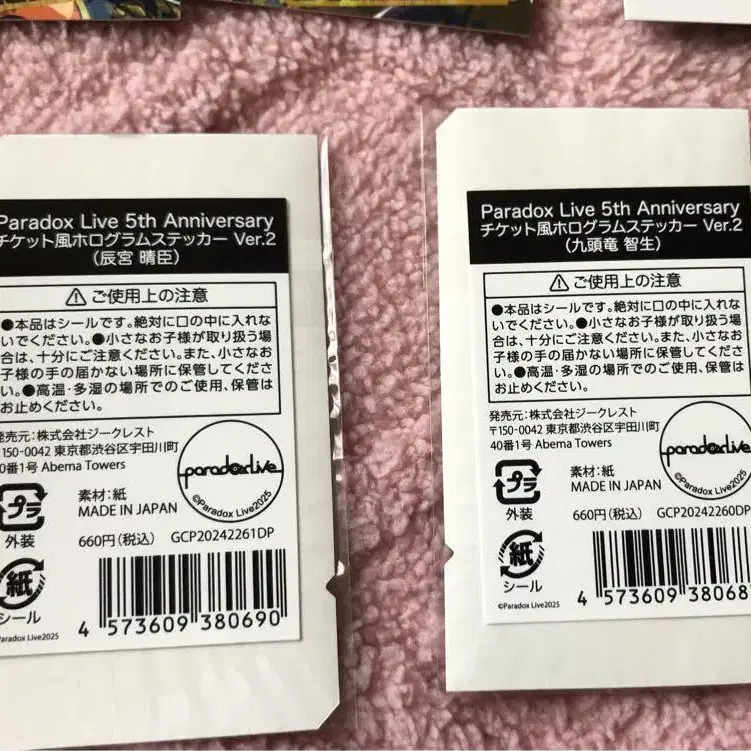 Paradox Live 5th Anniversary
チケット風ホログラムステッカー Ver.2
(辰宮 晴臣)
ご使用上の注意
●本品はシールです。絶対に口の中に入れな
いでください。●小さなお子様が取り扱う場
合は、十分にご注意ください。また、小さなお
子様の手の届かない場所に保管してくださ
い。●高温・多湿の場所でのご使用、保管は
お止めください。
発売元:株式会社ジークレスト
150-0042 東京都渋谷区宇田川町
40番1号 Abema Towers
paradoxlive
©Paradox Live2025
プラ
外装
素材:紙
MADE IN JAPAN
660円(税込) GCP20242261DP
紙
シール
Paradox Live2025
4 573609 380690
Paradox Live 5th Anniversary
チケット風ホログラムステッカー Ver.2
(九頭竜 智生)
ご使用上の注意
●本品はシールです。絶対に口の中に入れな
いでください。●小さなお子様が取り扱う場
合は、十分にご注意ください。また、小さなお
子様の手の届かない場所に保管してくださ
い。●高温・多湿の場所でのご使用、保管は
お止めください。
発売元:株式会社ジークレスト
〒150-0042 東京都渋谷区宇田川町
40番1号 Abema Towers
paradoxlive
©Paradox Live2025
プラ
外装
素材:紙
MADE IN JAPAN
660円(税込) GCP20242260DP
紙
シール
©Paradox Live2025
4 573609 38068